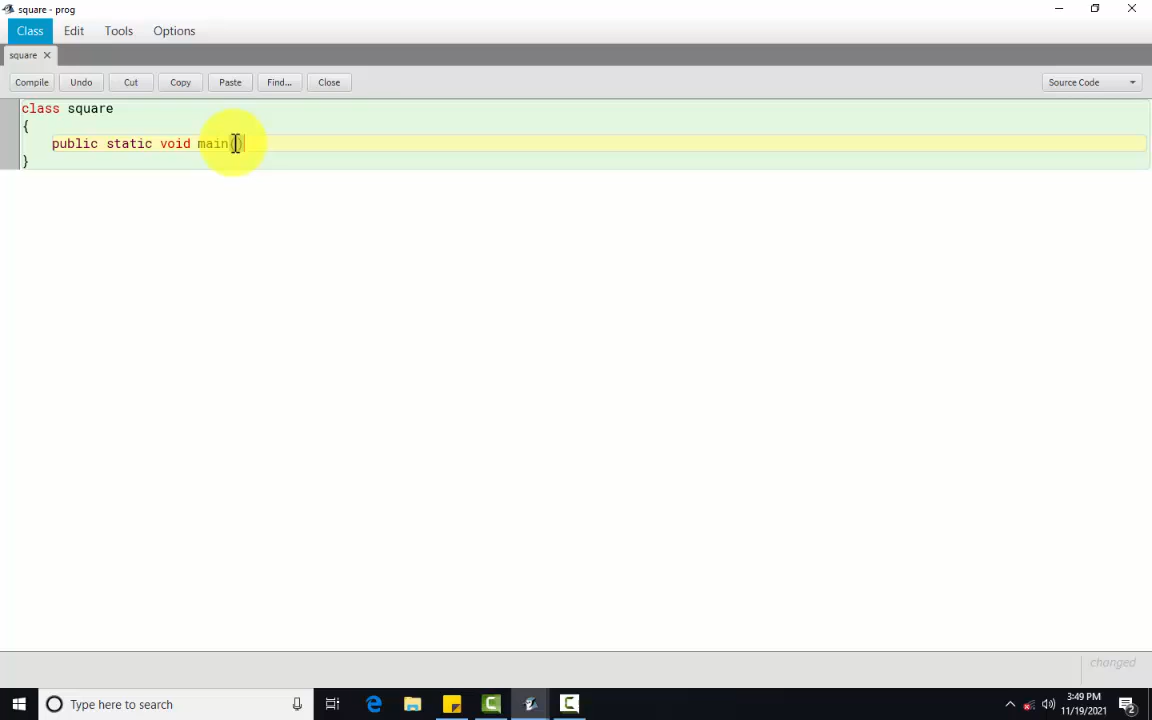 square - prog
Class Edit Tools Options
square ×
Compile Undo Cut Copy Paste Find... Close Source Code
class square
{
public static void main()
}
changed
Type here to search
3:49 PM
11/19/2021
2